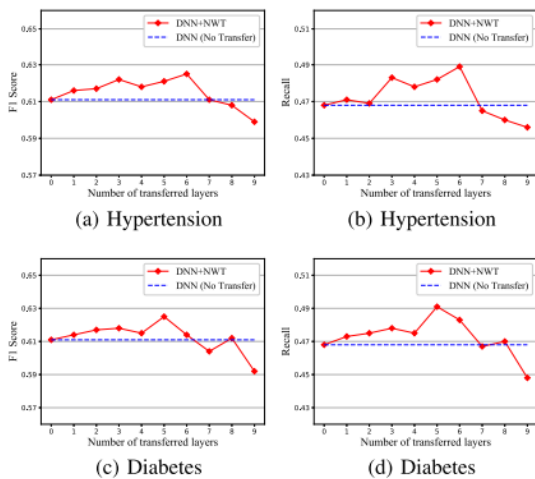 DNN+NWT
DNN (No Transfer)
0.65
0.63
0.61
0.59
0.57
F1 Score
0 1 2 3 4 5 6 7 8 9
Number of transferred layers
(a) Hypertension
DNN+NWT
DNN (No Transfer)
0.51
0.49
0.47
0.45
0.43
Recall
0 1 2 3 4 5 6 7 8 9
Number of transferred layers
(b) Hypertension
DNN+NWT
DNN (No Transfer)
0.65
0.63
0.61
0.59
0.57
F1 Score
0 1 2 3 4 5 6 7 8 9
Number of transferred layers
(c) Diabetes
DNN+NWT
DNN (No Transfer)
0.51
0.49
0.47
0.45
0.43
Recall
0 1 2 3 4 5 6 7 8 9
Number of transferred layers
(d) Diabetes